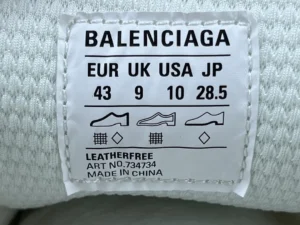 BALENCIAGA
EUR UK USA JP
43 9 10 28.5
LEATHERFREE
ART NO.734734
MADE IN CHINA